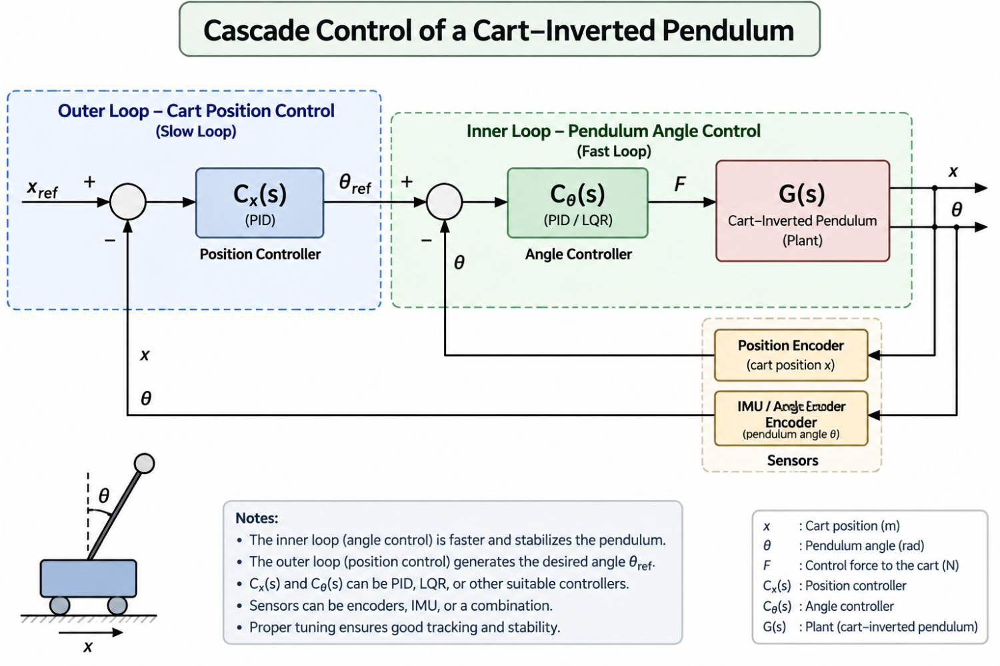 Cascade Control of a Cart–Inverted Pendulum
Outer Loop – Cart Position Control
(Slow Loop)
Inner Loop – Pendulum Angle Control
(Fast Loop)
x_ref
+
−
C_x(s)
(PID)
Position Controller
θ_ref
+
−
θ
C_θ(s)
(PID / LQR)
Angle Controller
F
G(s)
Cart–Inverted Pendulum
(Plant)
x
θ
x
θ
Position Encoder
(cart position x)
IMU / Angle
Encoder
(pendulum angle θ)
Sensors
θ
x
Notes:
• The inner loop (angle control) is faster and stabilizes the pendulum.
• The outer loop (position control) generates the desired angle θ_ref.
• C_x(s) and C_θ(s) can be PID, LQR, or other suitable controllers.
• Sensors can be encoders, IMU, or a combination.
• Proper tuning ensures good tracking and stability.
x : Cart position (m)
θ : Pendulum angle (rad)
F : Control force to the cart (N)
C_x(s) : Position controller
C_θ(s) : Angle controller
G(s) : Plant (cart–inverted pendulum)